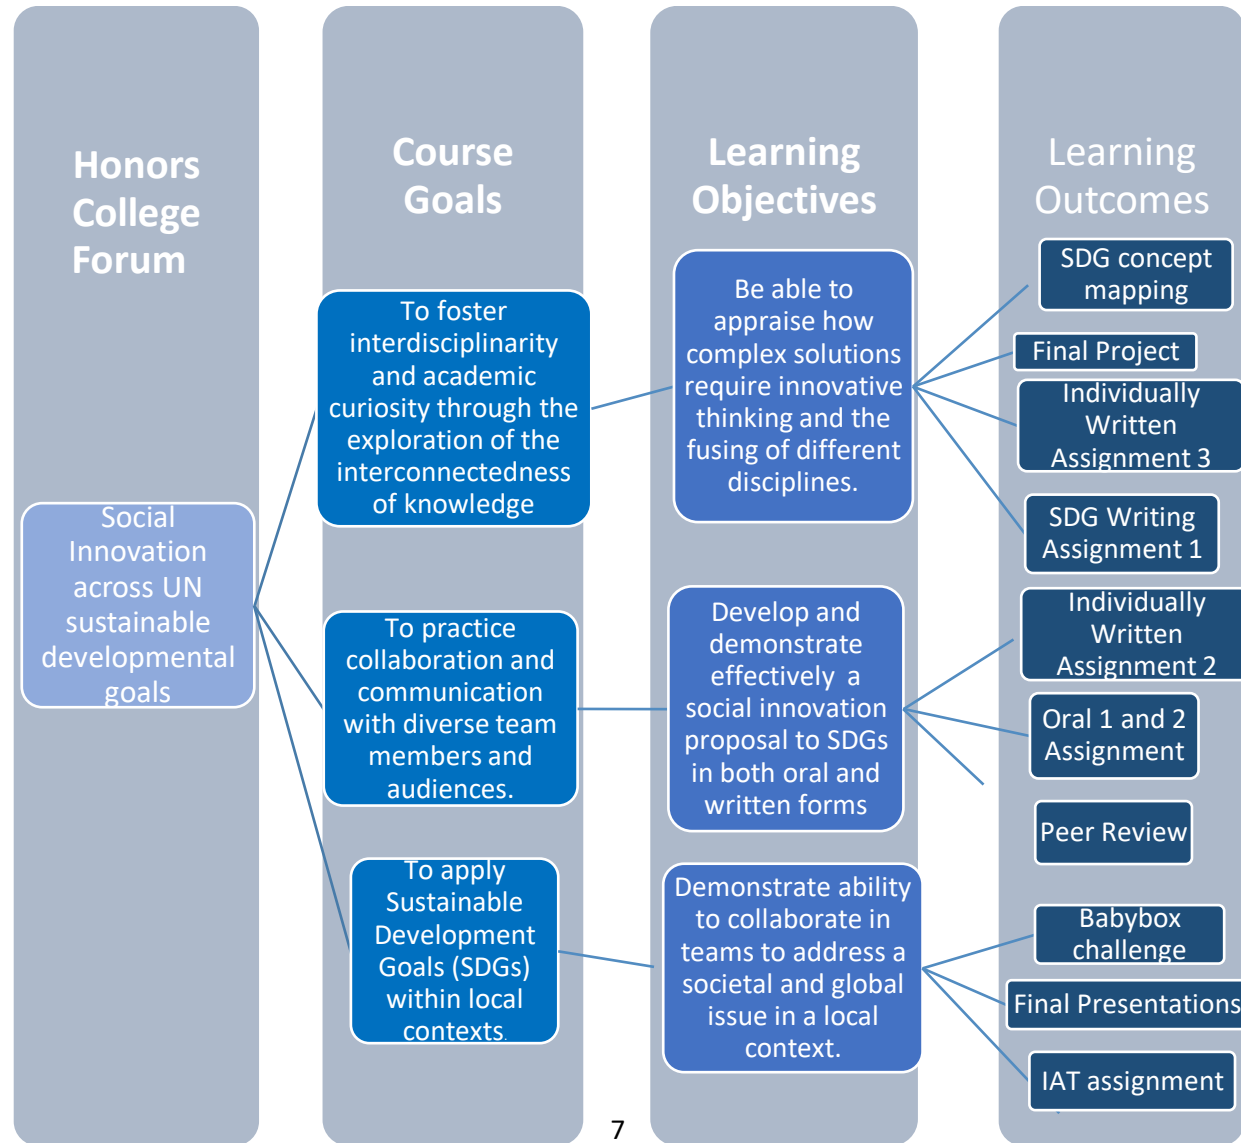 Honors
College
Forum
Social
Innovation
across UN
sustainable
developmental
goals
Course
Goals
To foster
interdisciplinarity
and academic
curiosity through the
exploration of the
interconnectedness
of knowledge
To practice
collaboration and
communication
with diverse team
members and
audiences.
To apply
Sustainable
Development
Goals (SDGs)
within local
contexts.
Learning
Objectives
Be able to
appraise how
complex solutions
require innovative
thinking and the
fusing of different
disciplines.
Develop and
demonstrate
effectively a
social innovation
proposal to SDGs
in both oral and
written forms
Demonstrate ability
to collaborate in
teams to address a
societal and global
issue in a local
context.
Learning
Outcomes
SDG concept
mapping
Final Project
Individually
Written
Assignment 3
SDG Writing
Assignment 1
Individually
Written
Assignment 2
Oral 1 and 2
Assignment
Peer Review
Babybox
challenge
Final Presentations
IAT assignment
7